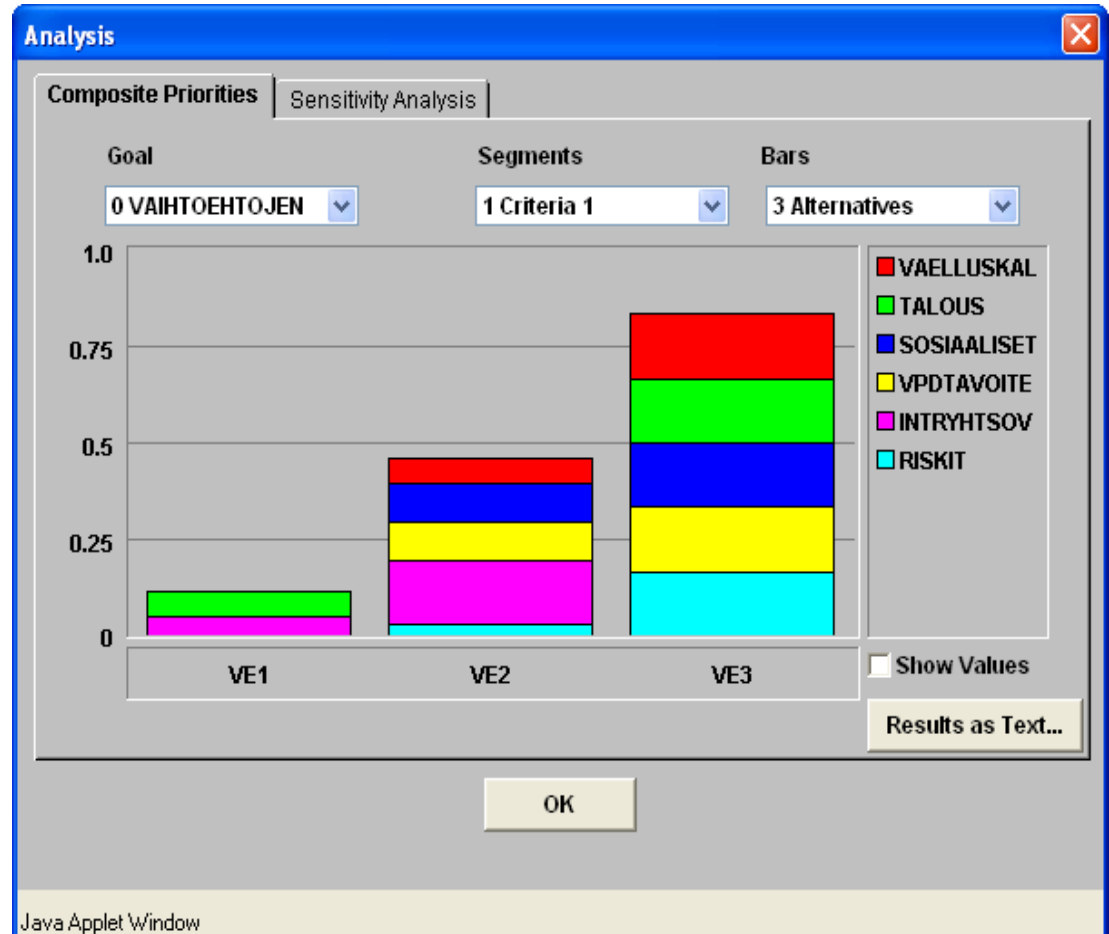 Analysis
Composite Priorities Sensitivity Analysis
Goal Segments Bars
0 VAIHTOEHTOJEN 1 Criteria 1 3 Alternatives
1.0
0.75
0.5
0.25
0
VAELLUSKAL
TALOUS
SOSIAALISET
VPDTAVOITE
INTRYHTSOV
RISKIT
VE1 VE2 VE3
Show Values
Results as Text...
OK
Java Applet Window